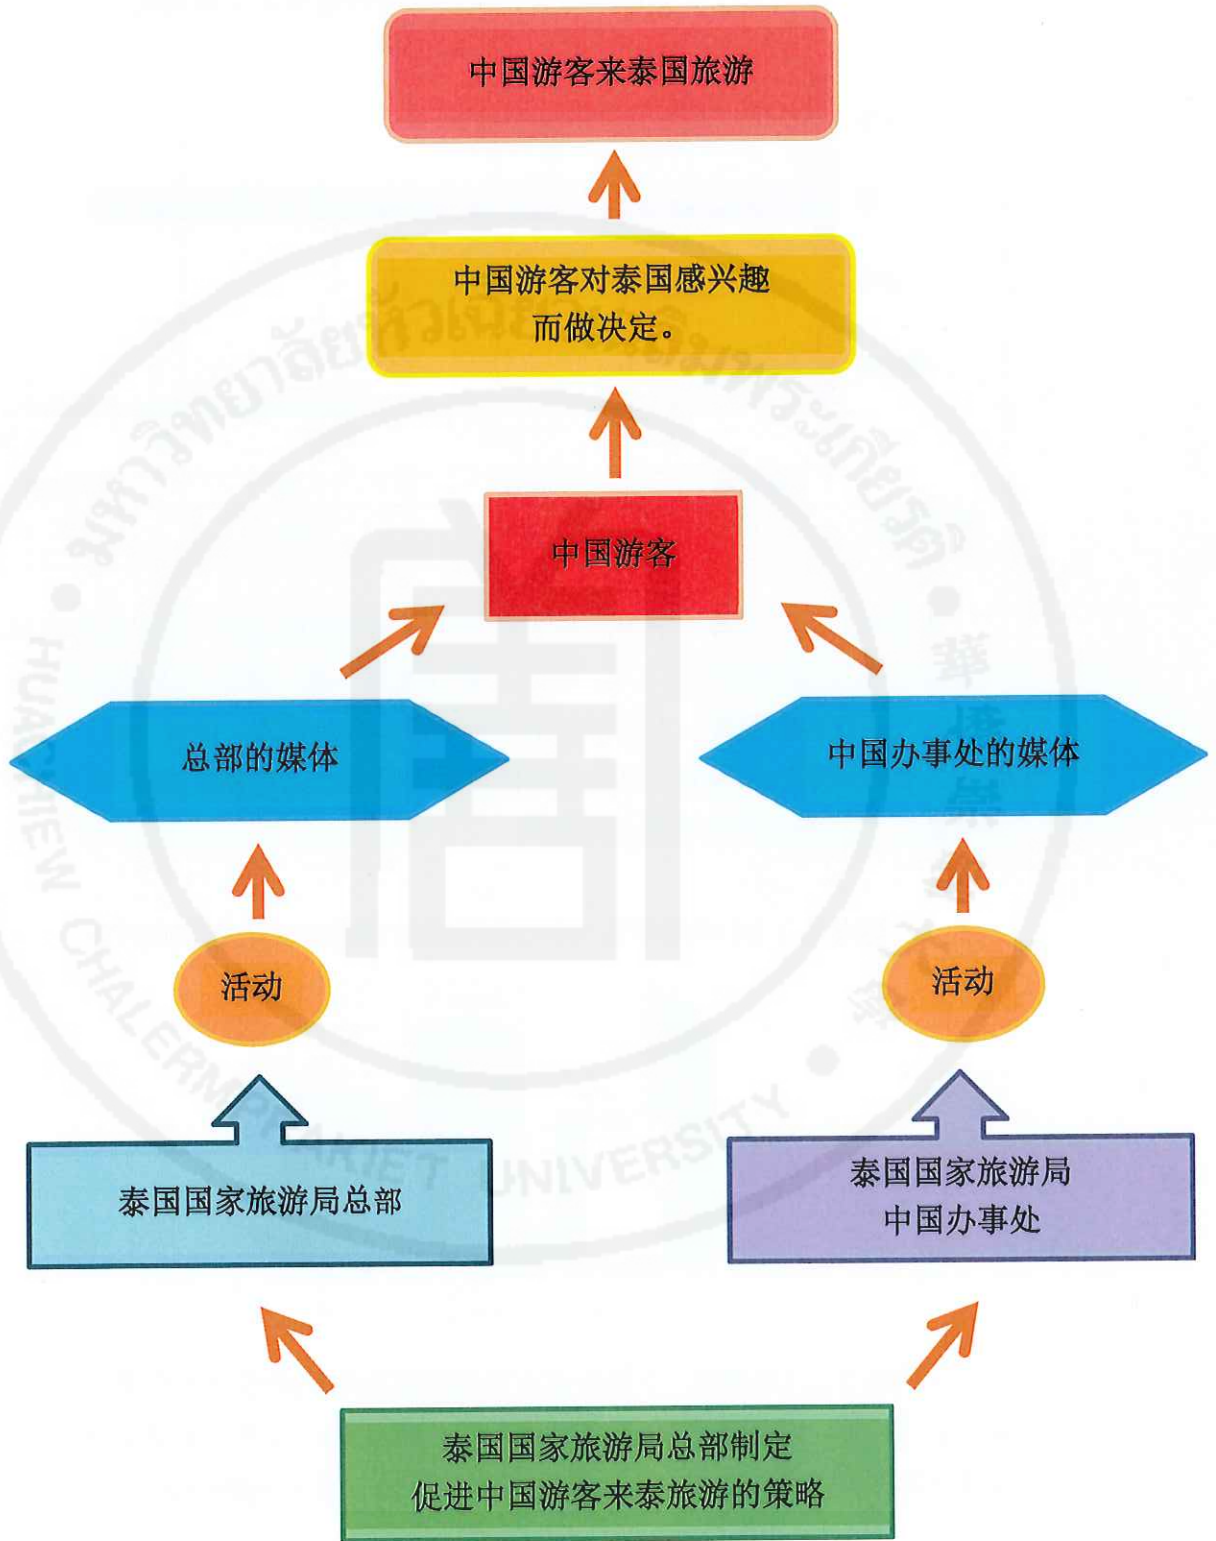 中国游客来泰国旅游
中国游客对泰国感兴趣
而做决定。
中国游客
总部的媒体
中国办事处的媒体
活动
活动
泰国国家旅游局总部
泰国国家旅游局
中国办事处
泰国国家旅游局总部制定
促进中国游客来泰旅游的策略
HUACHIEW CHALERMPRAKIET UNIVERSITY